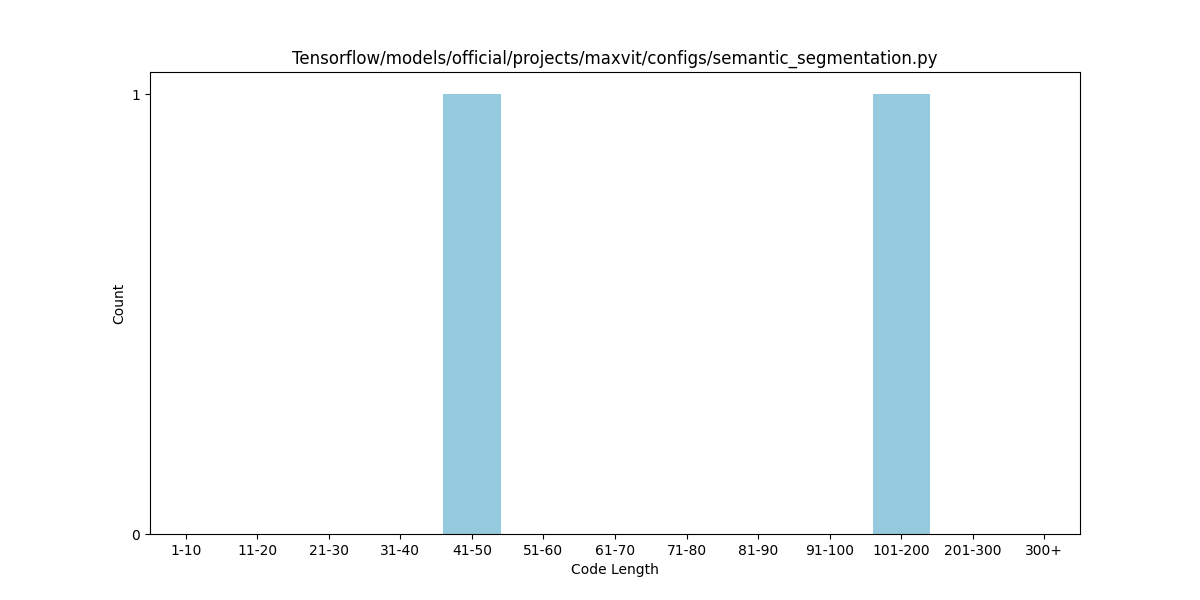 Tensorflow/models/official/projects/maxvit/configs/semantic_segmentation.py
Count
1
0
1-10 11-20 21-30 31-40 41-50 51-60 61-70 71-80 81-90 91-100 101-200 201-300 300+
Code Length